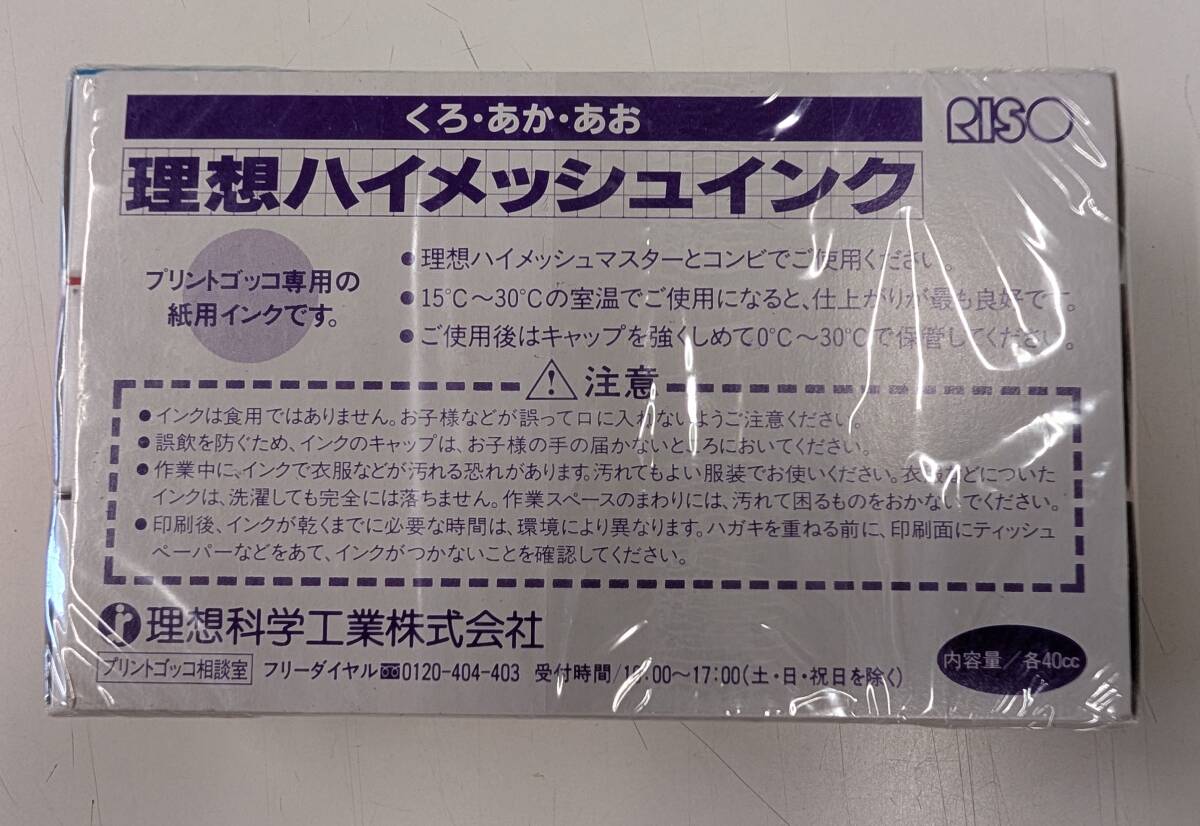 くろ・あか・あお
RISO
理想ハイメッシュインク
プリントゴッコ専用の
紙用インクです。
●理想ハイメッシュマスターとコンビでご使用ください。
●15℃～30℃の室温でご使用になると、仕上がりが最も良好です。
●ご使用後はキャップを強くしめて0℃～30℃で保管してください。
注意
●インクは食用ではありません。お子様などが誤って口に入れないようご注意ください。
●誤飲を防ぐため、インクのキャップは、お子様の手の届かないところにおいてください。
●作業中に、インクで衣服などが汚れる恐れがあります。汚れてもよい服装でお使いください。衣服などについた
インクは、洗濯しても完全には落ちません。作業スペースのまわりには、汚れて困るものをおかないでください。
●印刷後、インクが乾くまでに必要な時間は、環境により異なります。ハガキを重ねる前に、印刷面にティッシュ
ペーパーなどをあて、インクがつかないことを確認してください。
理想科学工業株式会社
プリントゴッコ相談室 フリーダイヤル 0120-404-403 受付時間/10:00～17:00(土・日・祝日を除く)
内容量/各40cc